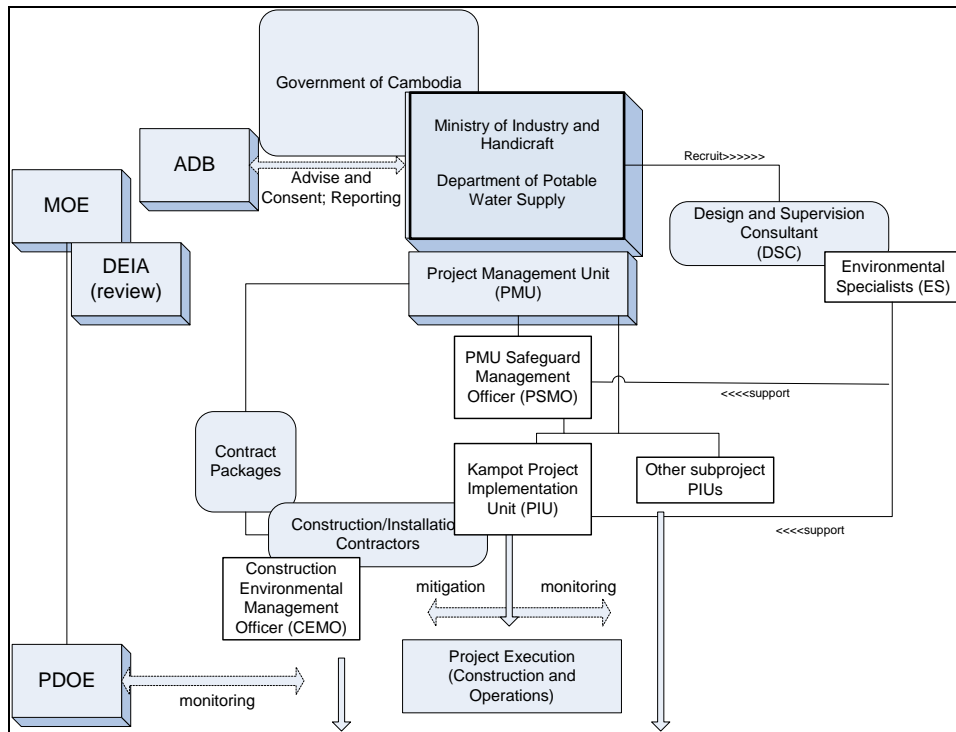 Government of Cambodia
Ministry of Industry and
Handicraft
Department of Potable
Water Supply
ADB
Advise and
Consent; Reporting
Recruit>>>>>>
MOE
DEIA
(review)
Design and Supervision
Consultant
(DSC)
Environmental
Specialists (ES)
Project Management Unit
(PMU)
PMU Safeguard
Management
Officer (PSMO)
<<<<support
Contract
Packages
Kampot Project
Implementation
Unit (PIU)
Other subproject
PIUs
Construction/Installatio
Contractors
<<<<support
Construction
Environmental
Management
Officer (CEMO)
mitigation
monitoring
Project Execution
(Construction and
Operations)
PDOE
monitoring